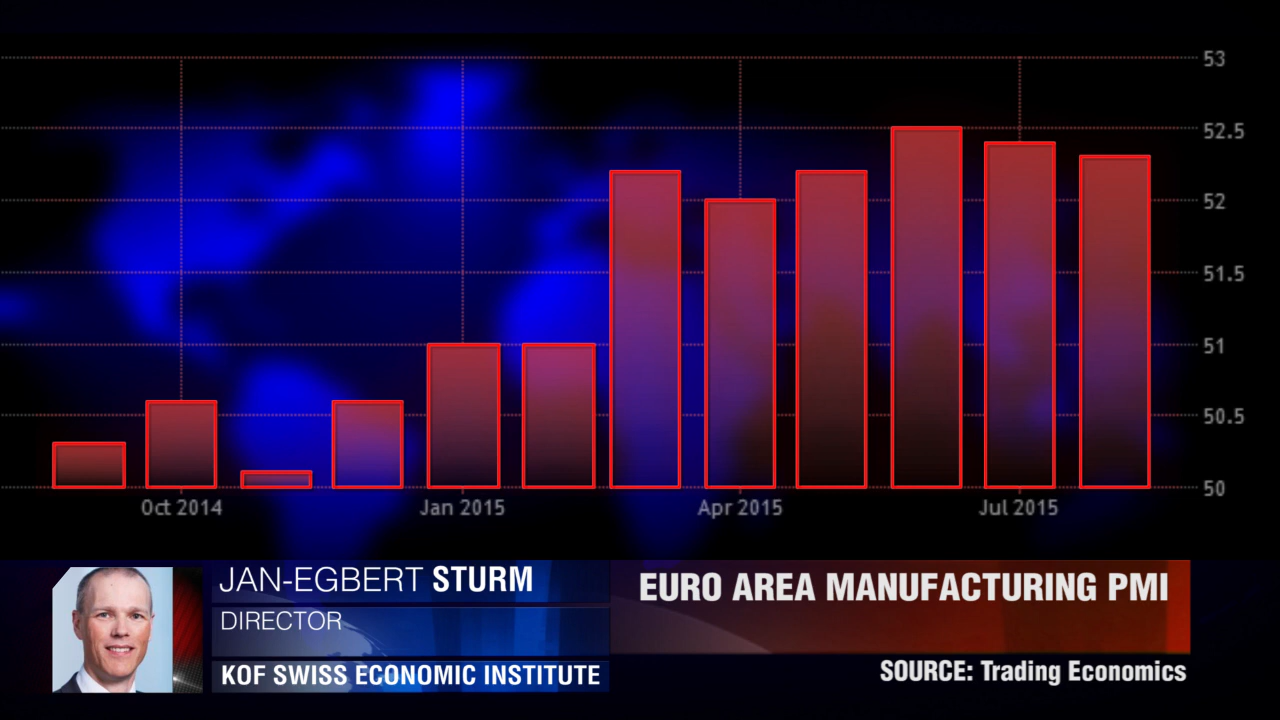 53
52.5
52
51.5
51
50.5
50
Oct 2014 Jan 2015 Apr 2015 Jul 2015
JAN-EGBERT STURM
DIRECTOR
KOF SWISS ECONOMIC INSTITUTE
EURO AREA MANUFACTURING PMI
SOURCE: Trading Economics